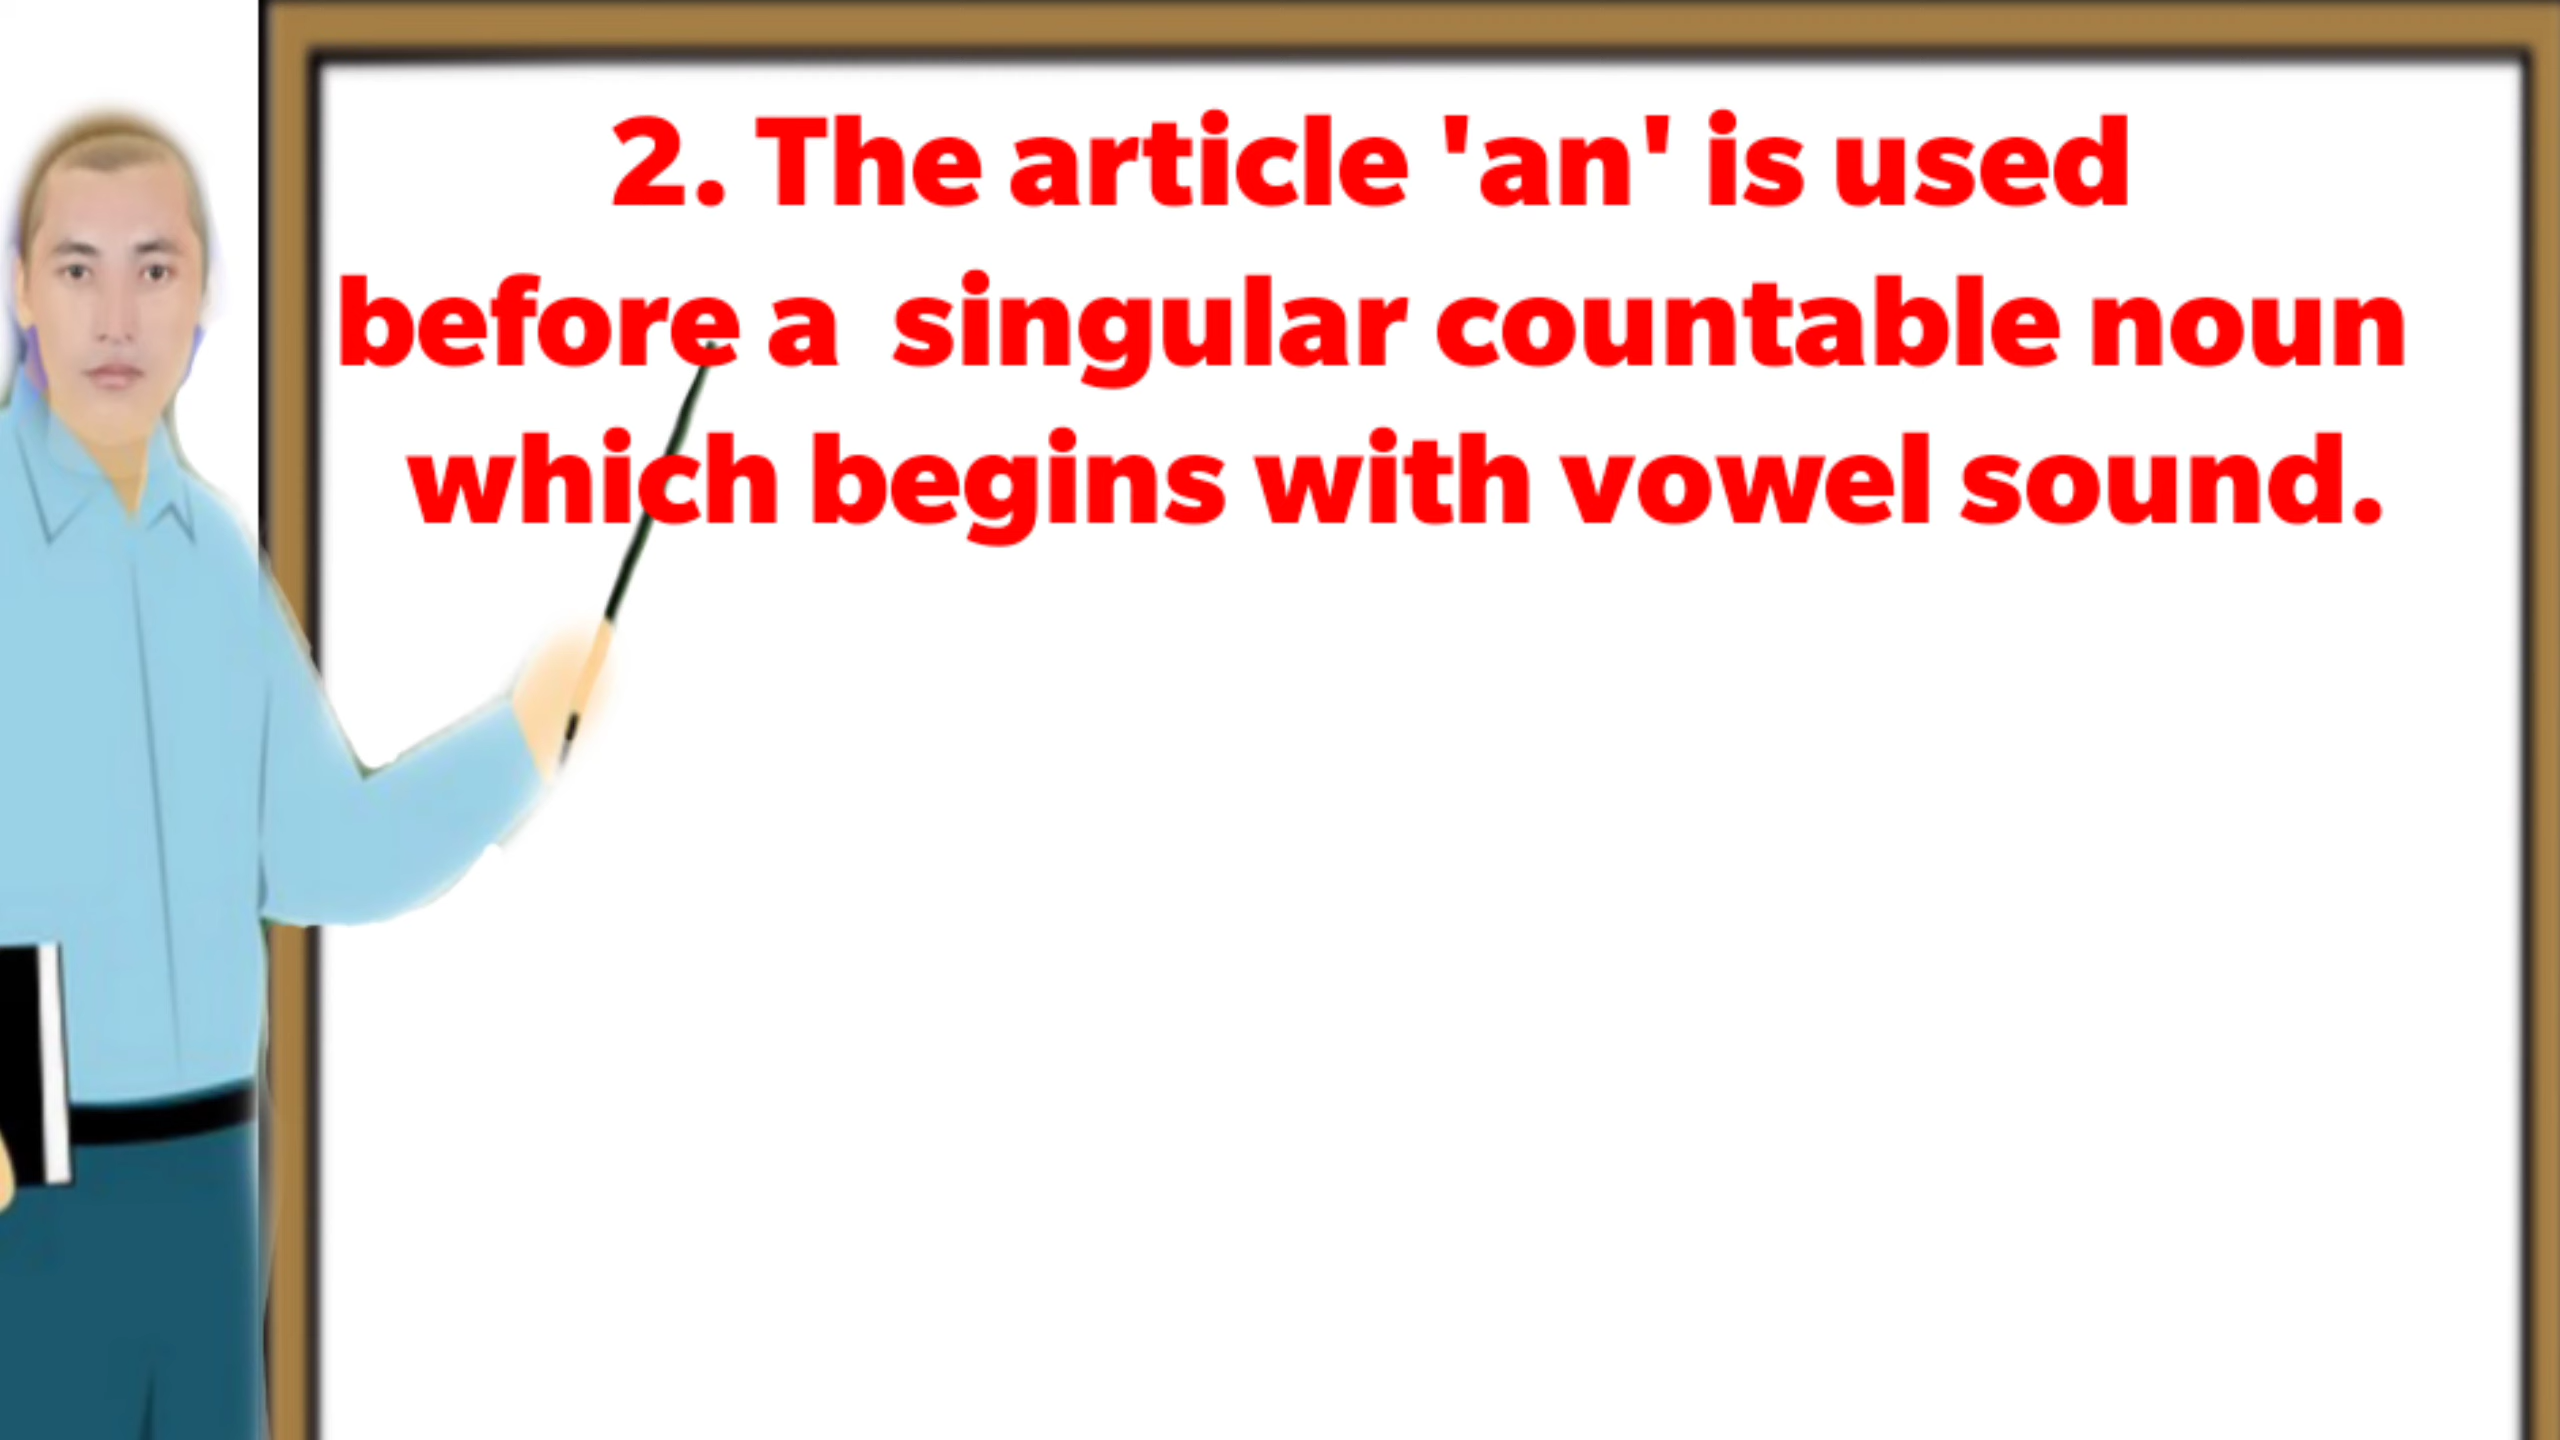 2. The article 'an' is used
before a singular countable noun
which begins with vowel sound.